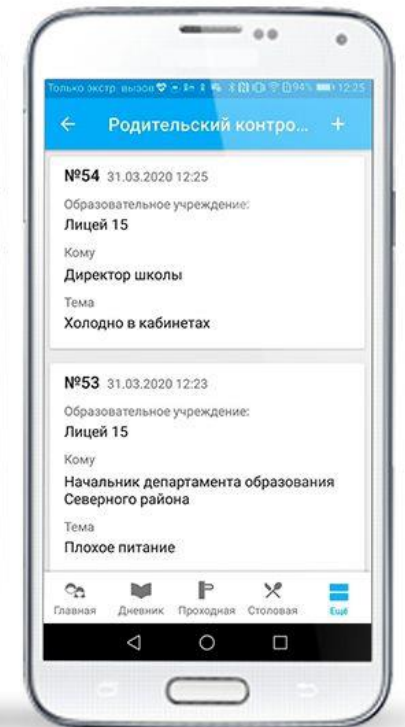 Только экстр. вызов 94% 12:25
Родительский контро...
№54 31.03.2020 12:25
Образовательное учреждение:
Лицей 15
Кому
Директор школы
Тема
Холодно в кабинетах
№53 31.03.2020 12:23
Образовательное учреждение:
Лицей 15
Кому
Начальник департамента образования
Северного района
Тема
Плохое питание
Главная Дневник Проходная Столовая Ещё